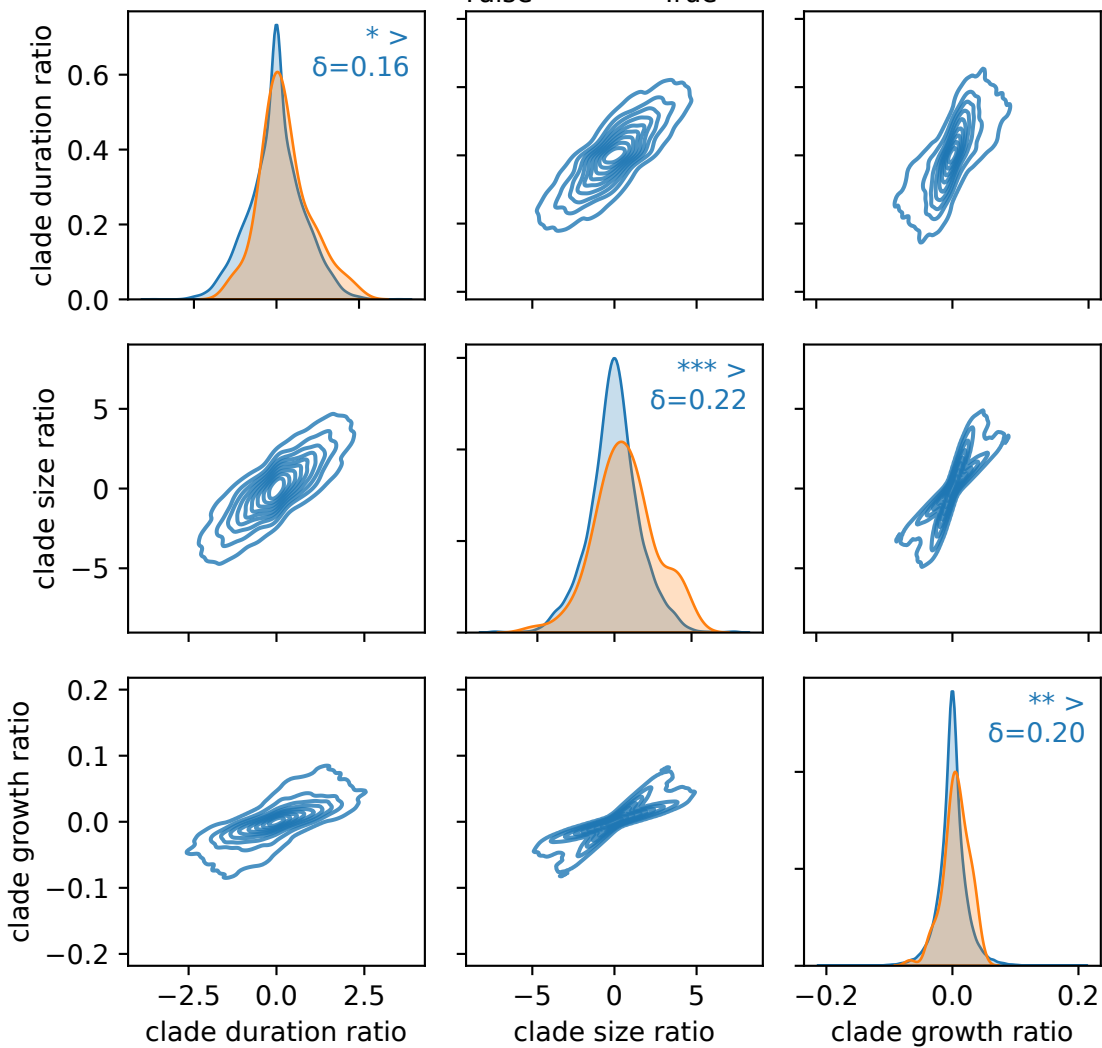 clade duration ratio
0.6
0.4
0.2
0.0
* >
δ=0.16
clade size ratio
5
0
−5
*** >
δ=0.22
clade growth ratio
0.2
0.1
0.0
−0.1
−0.2
** >
δ=0.20
−2.5 0.0 2.5
−5 0 5
−0.2 0.0 0.2
clade duration ratio
clade size ratio
clade growth ratio